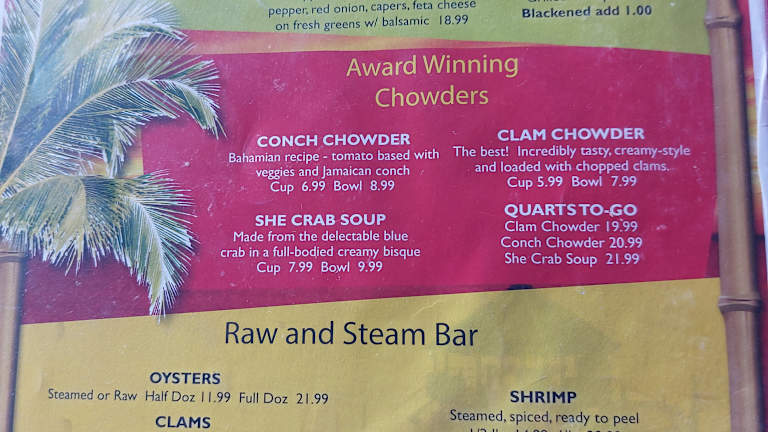 pepper, red onion, capers, feta cheese
on fresh greens w/ balsamic 18.99
Blackened add 1.00
Award Winning
Chowders
CONCH CHOWDER
Bahamian recipe - tomato based with
veggies and Jamaican conch
Cup 6.99 Bowl 8.99
CLAM CHOWDER
The best! Incredibly tasty, creamy-style
and loaded with chopped clams.
Cup 5.99 Bowl 7.99
SHE CRAB SOUP
Made from the delectable blue
crab in a full-bodied creamy bisque
Cup 7.99 Bowl 9.99
QUARTS TO-GO
Clam Chowder 19.99
Conch Chowder 20.99
She Crab Soup 21.99
Raw and Steam Bar
OYSTERS
Steamed or Raw Half Doz 11.99 Full Doz 21.99
CLAMS
SHRIMP
Steamed, spiced, ready to peel